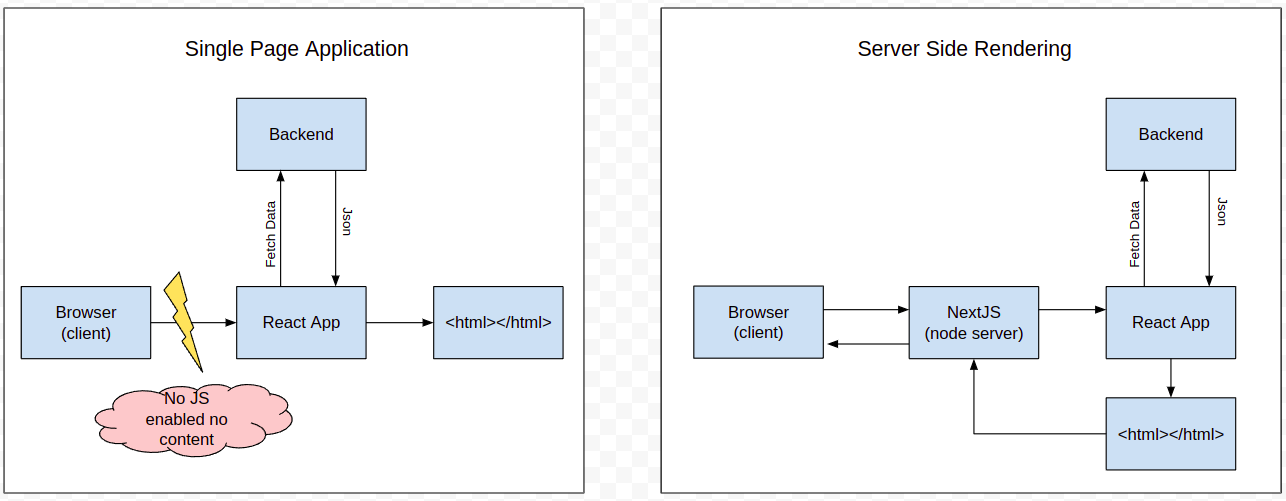 Single Page Application
Backend
Fetch Data
Json
Browser
(client)
React App
<html></html>
No JS
enabled no
content
Server Side Rendering
Backend
Fetch Data
Json
Browser
(client)
NextJS
(node server)
React App
<html></html>